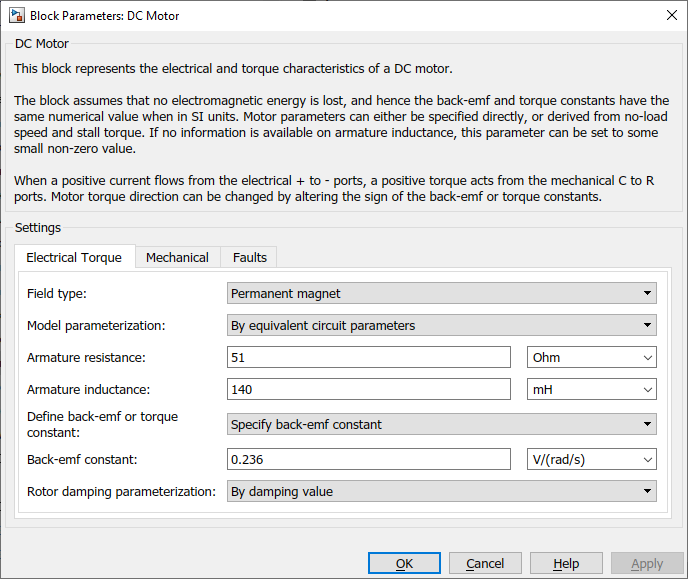 Block Parameters: DC Motor
DC Motor
This block represents the electrical and torque characteristics of a DC motor.
The block assumes that no electromagnetic energy is lost, and hence the back-emf and torque constants have the
same numerical value when in SI units. Motor parameters can either be specified directly, or derived from no-load
speed and stall torque. If no information is available on armature inductance, this parameter can be set to some
small non-zero value.
When a positive current flows from the electrical + to - ports, a positive torque acts from the mechanical C to R
ports. Motor torque direction can be changed by altering the sign of the back-emf or torque constants.
Settings
Electrical Torque Mechanical Faults
Field type: Permanent magnet
Model parameterization: By equivalent circuit parameters
Armature resistance: 51 Ohm
Armature inductance: 140 mH
Define back-emf or torque
constant: Specify back-emf constant
Back-emf constant: 0.236 V/(rad/s)
Rotor damping parameterization: By damping value
OK Cancel Help Apply